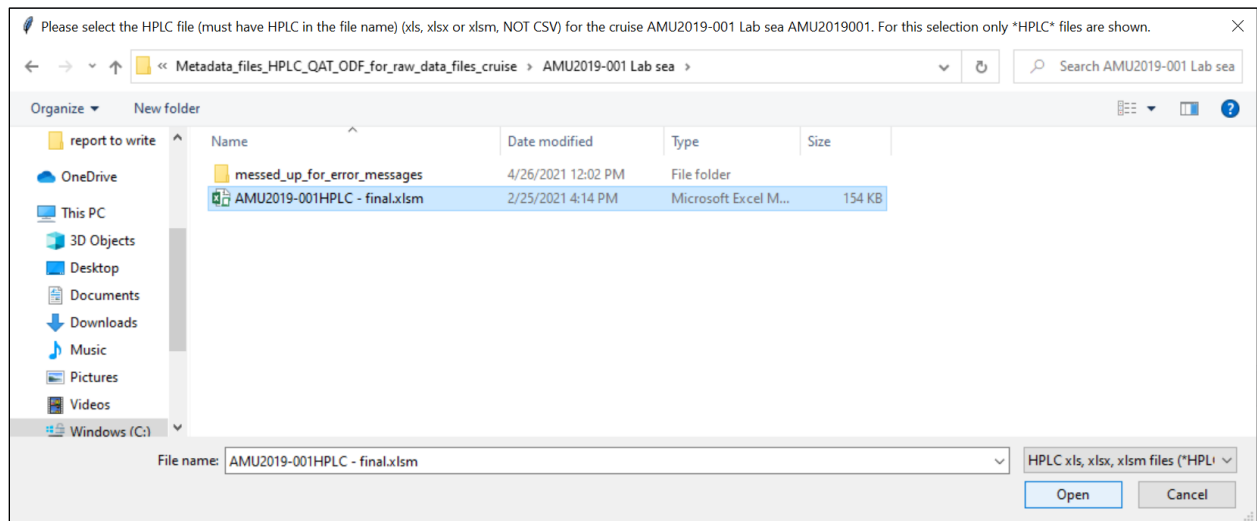 Please select the HPLC file (must have HPLC in the file name) (xls, xlsx or xlsm, NOT CSV) for the cruise AMU2019-001 Lab sea AMU2019001. For this selection only *HPLC* files are shown.
« Metadata_files_HPLC_QAT_ODF_for_raw_data_files_cruise › AMU2019-001 Lab sea ›
Search AMU2019-001 Lab sea
Organize
New folder
report to write
OneDrive
This PC
3D Objects
Desktop
Documents
Downloads
Music
Pictures
Videos
Windows (C:)
Name Date modified Type Size
messed_up_for_error_messages 4/26/2021 12:02 PM File folder
AMU2019-001HPLC - final.xlsm 2/25/2021 4:14 PM Microsoft Excel M... 154 KB
File name: AMU2019-001HPLC - final.xlsm
HPLC xls, xlsx, xlsm files (*HPL
Open Cancel